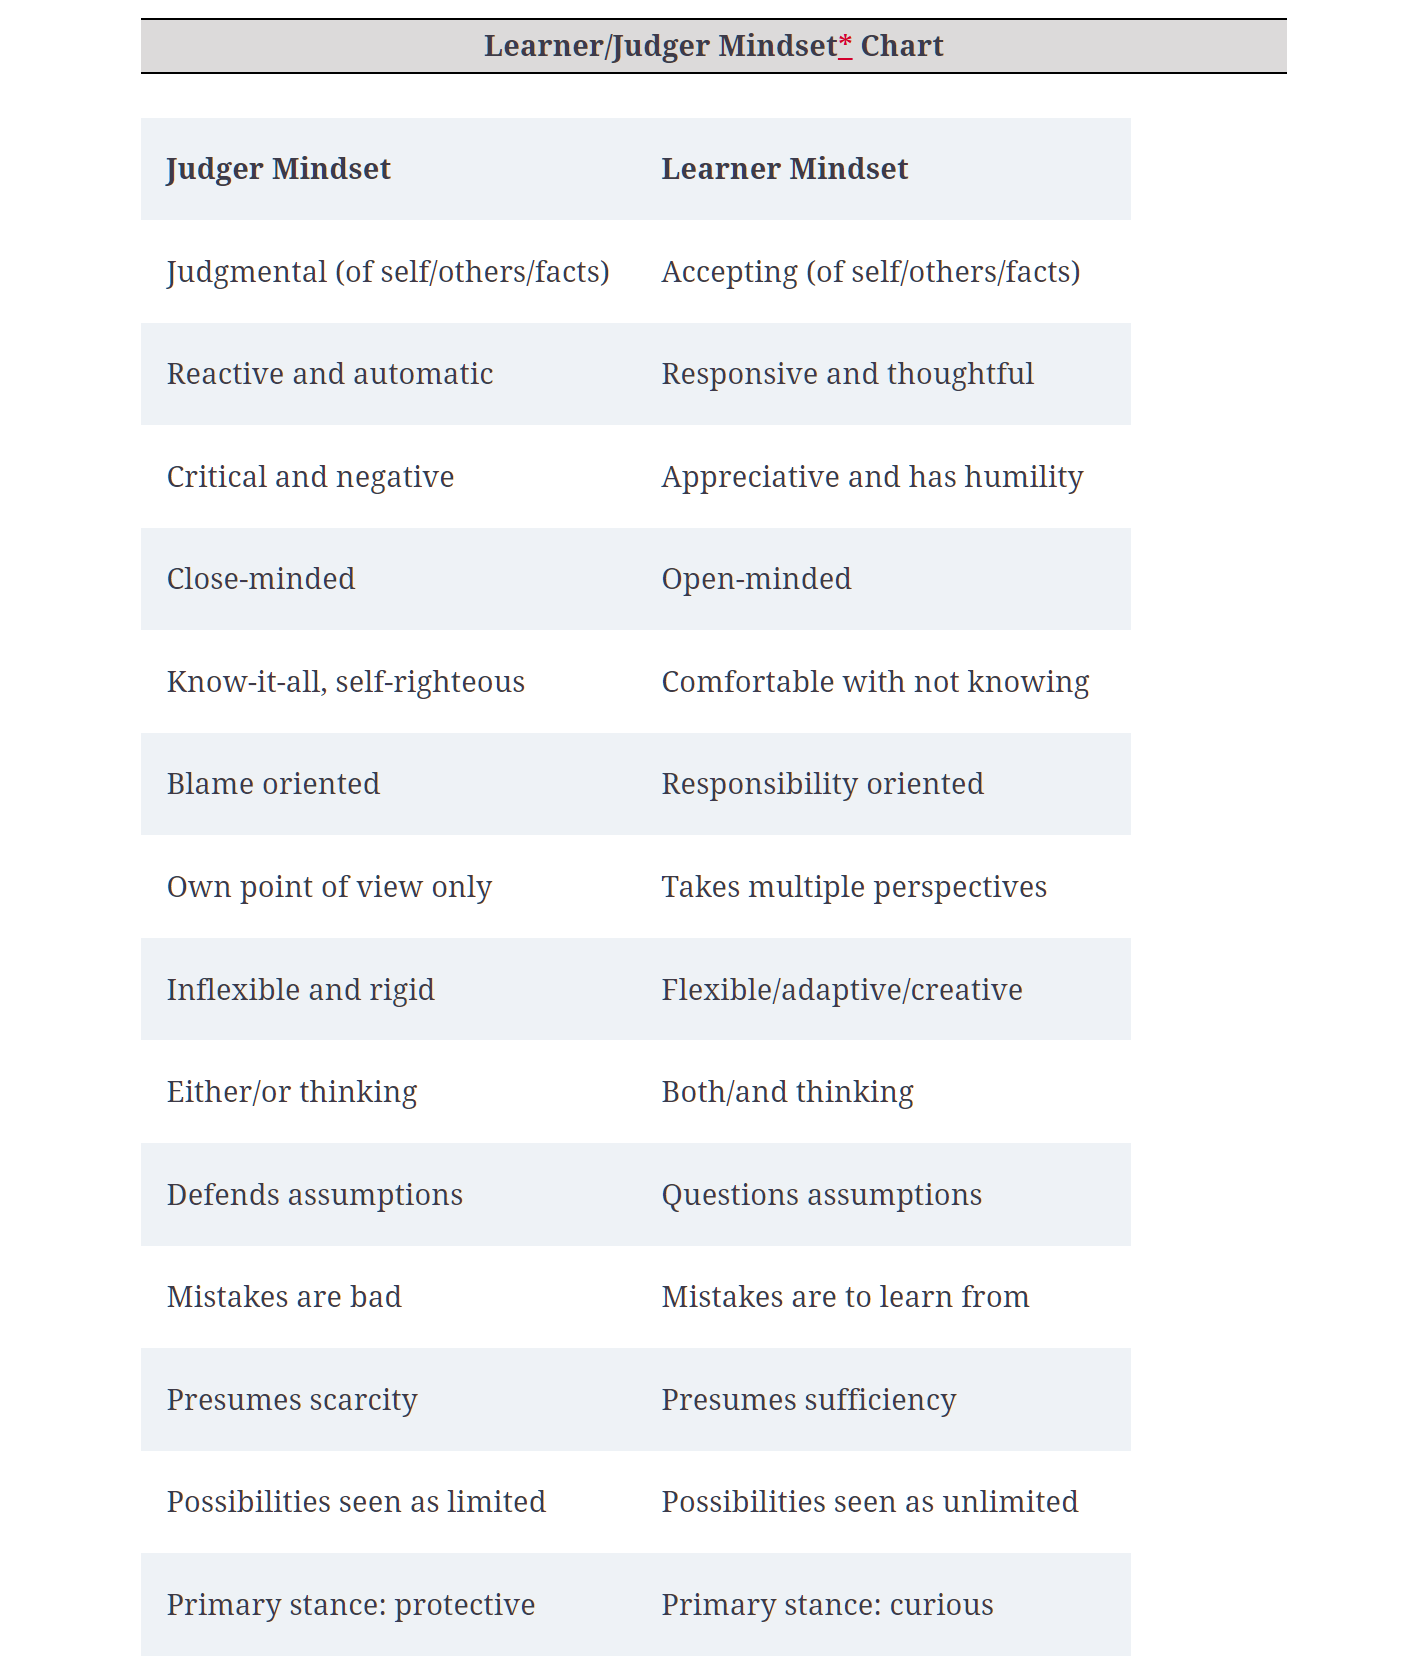 Learner/Judger Mindset* Chart
Judger Mindset Learner Mindset
Judgmental (of self/others/facts) Accepting (of self/others/facts)
Reactive and automatic Responsive and thoughtful
Critical and negative Appreciative and has humility
Close-minded Open-minded
Know-it-all, self-righteous Comfortable with not knowing
Blame oriented Responsibility oriented
Own point of view only Takes multiple perspectives
Inflexible and rigid Flexible/adaptive/creative
Either/or thinking Both/and thinking
Defends assumptions Questions assumptions
Mistakes are bad Mistakes are to learn from
Presumes scarcity Presumes sufficiency
Possibilities seen as limited Possibilities seen as unlimited
Primary stance: protective Primary stance: curious